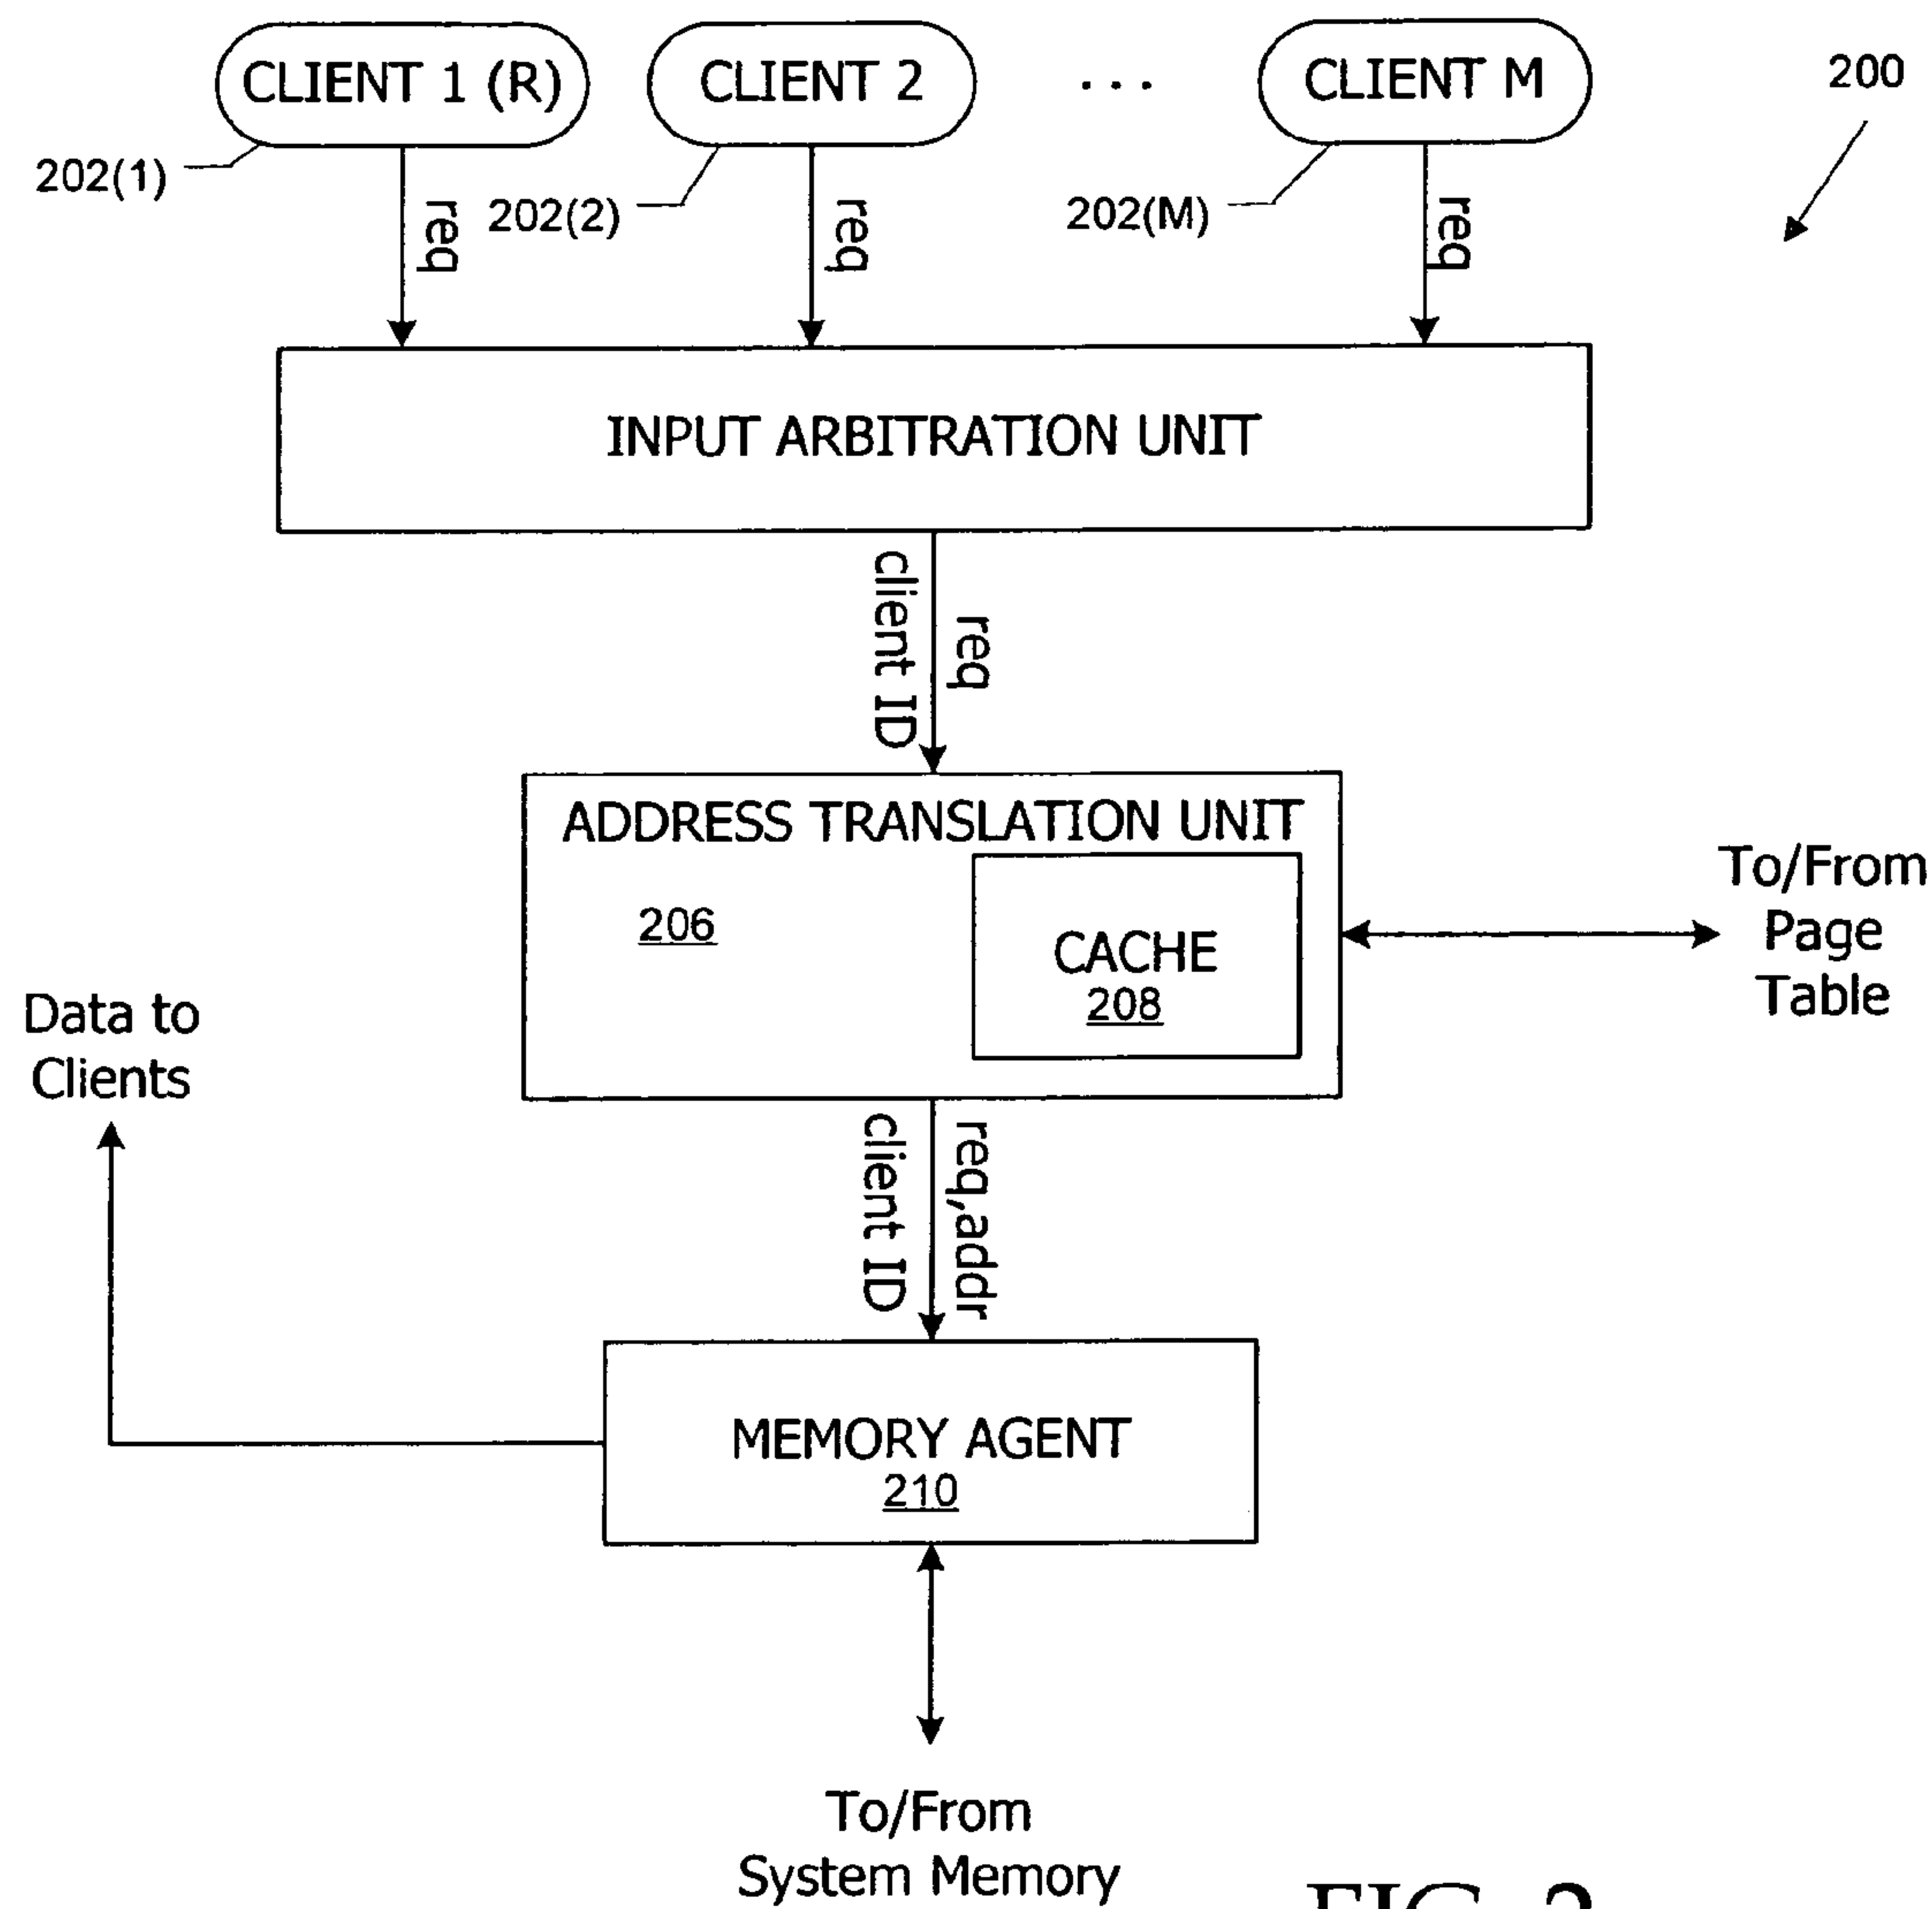 CLIENT 1 (R)
CLIENT 2
. . .
CLIENT M
200
202(1)
202(2)
202(M)
req
req
req
INPUT ARBITRATION UNIT
client ID
req
ADDRESS TRANSLATION UNIT
206
CACHE
208
To/From
Page
Table
Data to
Clients
client ID
req,addr
MEMORY AGENT
210
To/From
System Memory